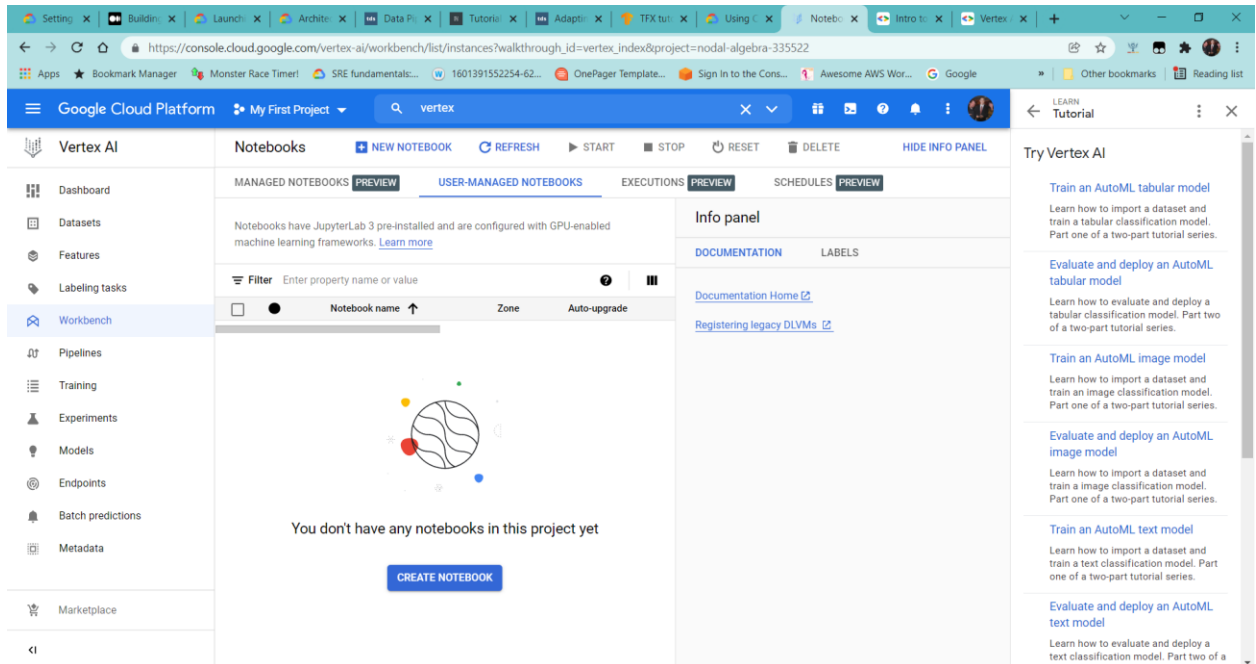 Setting
Building
Launchi
Architec
Data Pi
Tutorial
Adaptin
TFX tut
Using C
Notebo
Intro to
Vertex
https://console.cloud.google.com/vertex-ai/workbench/list/instances?walkthrough_id=vertex_index&project=nodal-algebra-335522
Apps
Bookmark Manager
Monster Race Timer!
SRE fundamentals:...
1601391552254-62...
OnePager Template...
Sign In to the Cons...
Awesome AWS Wor...
Google
»
Other bookmarks
Reading list
Google Cloud Platform
My First Project
vertex
LEARN
Tutorial
Vertex AI
Notebooks
NEW NOTEBOOK
REFRESH
START
STOP
RESET
DELETE
HIDE INFO PANEL
Dashboard
Datasets
Features
Labeling tasks
Workbench
Pipelines
Training
Experiments
Models
Endpoints
Batch predictions
Metadata
Marketplace
MANAGED NOTEBOOKS PREVIEW
USER-MANAGED NOTEBOOKS
EXECUTIONS PREVIEW
SCHEDULES PREVIEW
Notebooks have JupyterLab 3 pre-installed and are configured with GPU-enabled
machine learning frameworks. Learn more
Filter Enter property name or value
Notebook name
Zone
Auto-upgrade
You don't have any notebooks in this project yet
CREATE NOTEBOOK
Info panel
DOCUMENTATION
LABELS
Documentation Home
Registering legacy DLVMs
Try Vertex AI
Train an AutoML tabular model
Learn how to import a dataset and
train a tabular classification model.
Part one of a two-part tutorial series.
Evaluate and deploy an AutoML
tabular model
Learn how to evaluate and deploy a
tabular classification model. Part two
of a two-part tutorial series.
Train an AutoML image model
Learn how to import a dataset and
train an image classification model.
Part one of a two-part tutorial series.
Evaluate and deploy an AutoML
image model
Learn how to import a dataset and
train a image classification model.
Part one of a two-part tutorial series.
Train an AutoML text model
Learn how to import a dataset and
train a text classification model. Part
one of a two-part tutorial series.
Evaluate and deploy an AutoML
text model
Learn how to evaluate and deploy a
text classification model. Part two of a